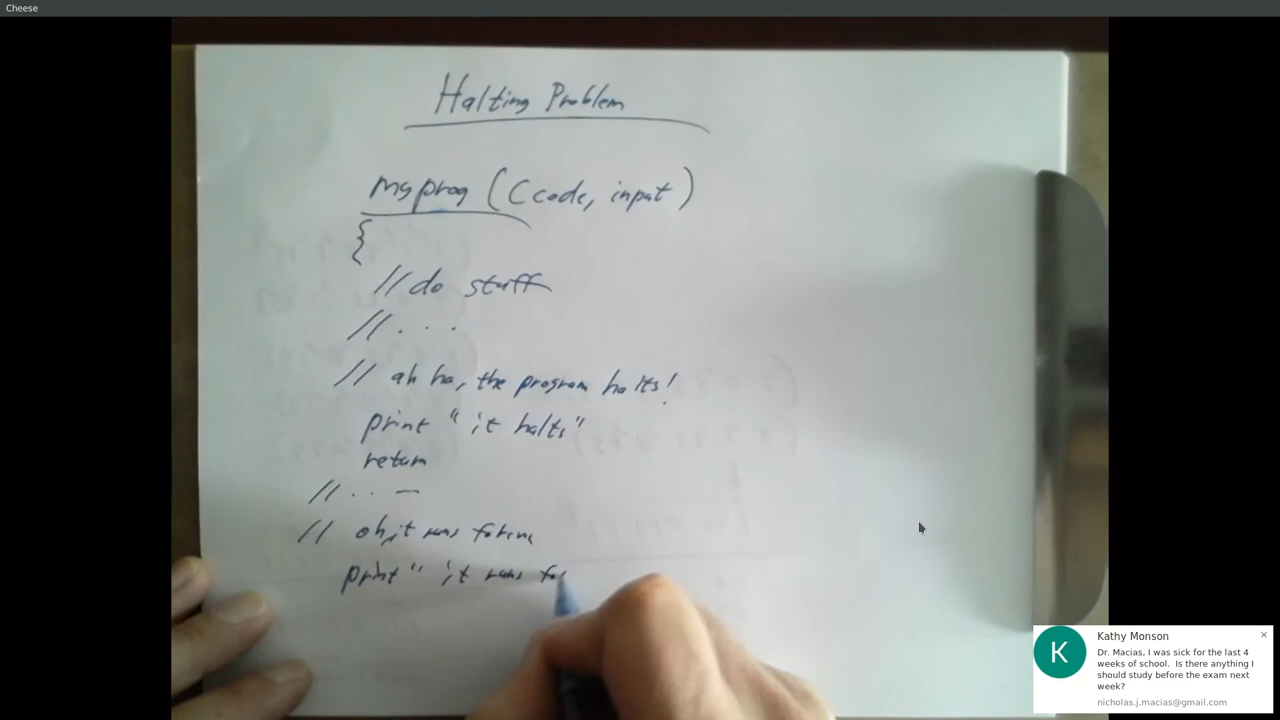 Cheese
Halting Problem
myprog (C code, input)
{
// do stuff
// . . .
// ah ha, the program halts!
print " it halts"
return
// . . —
// oh, it runs forever
print " it runs fo
Kathy Monson
Dr. Macias, I was sick for the last 4
weeks of school. Is there anything I
should study before the exam next
week?
nicholas.j.macias@gmail.com
K